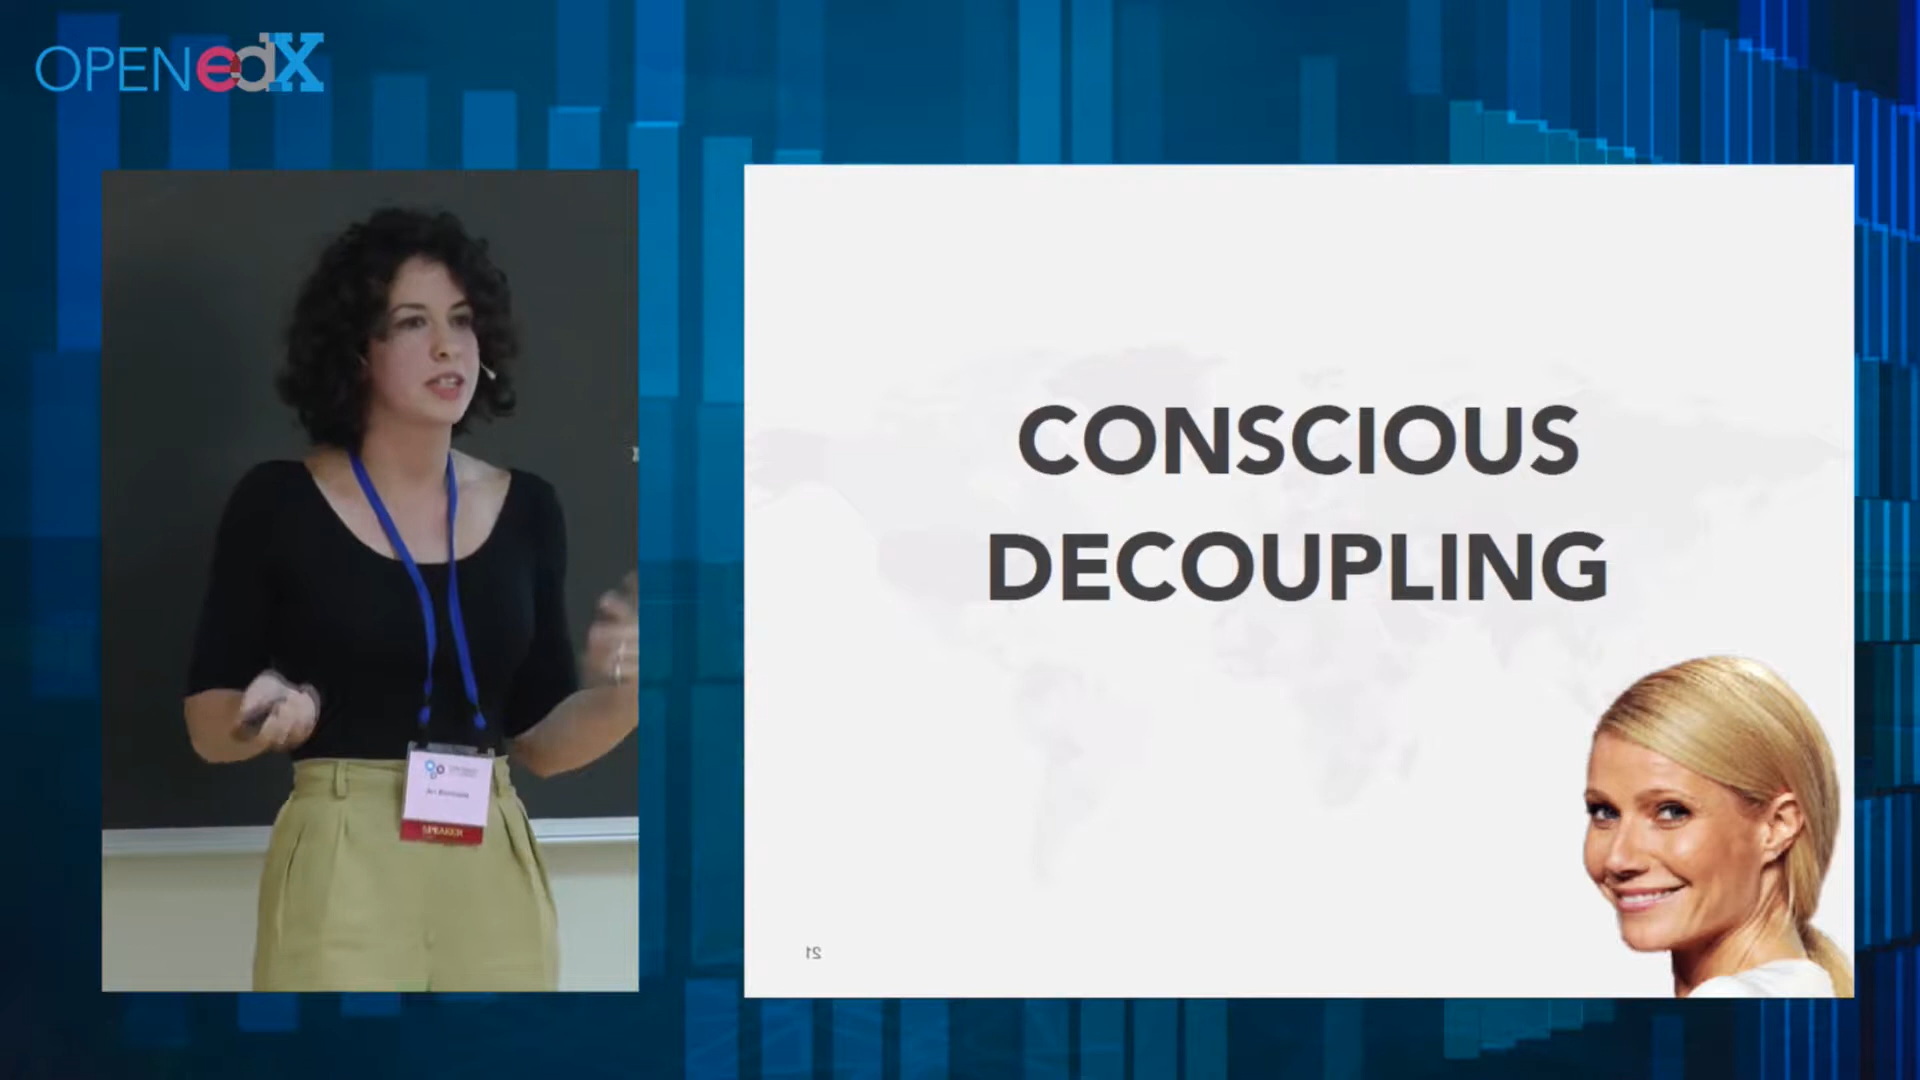 OPENedX
CONSCIOUS
DECOUPLING
SPEAKER
21